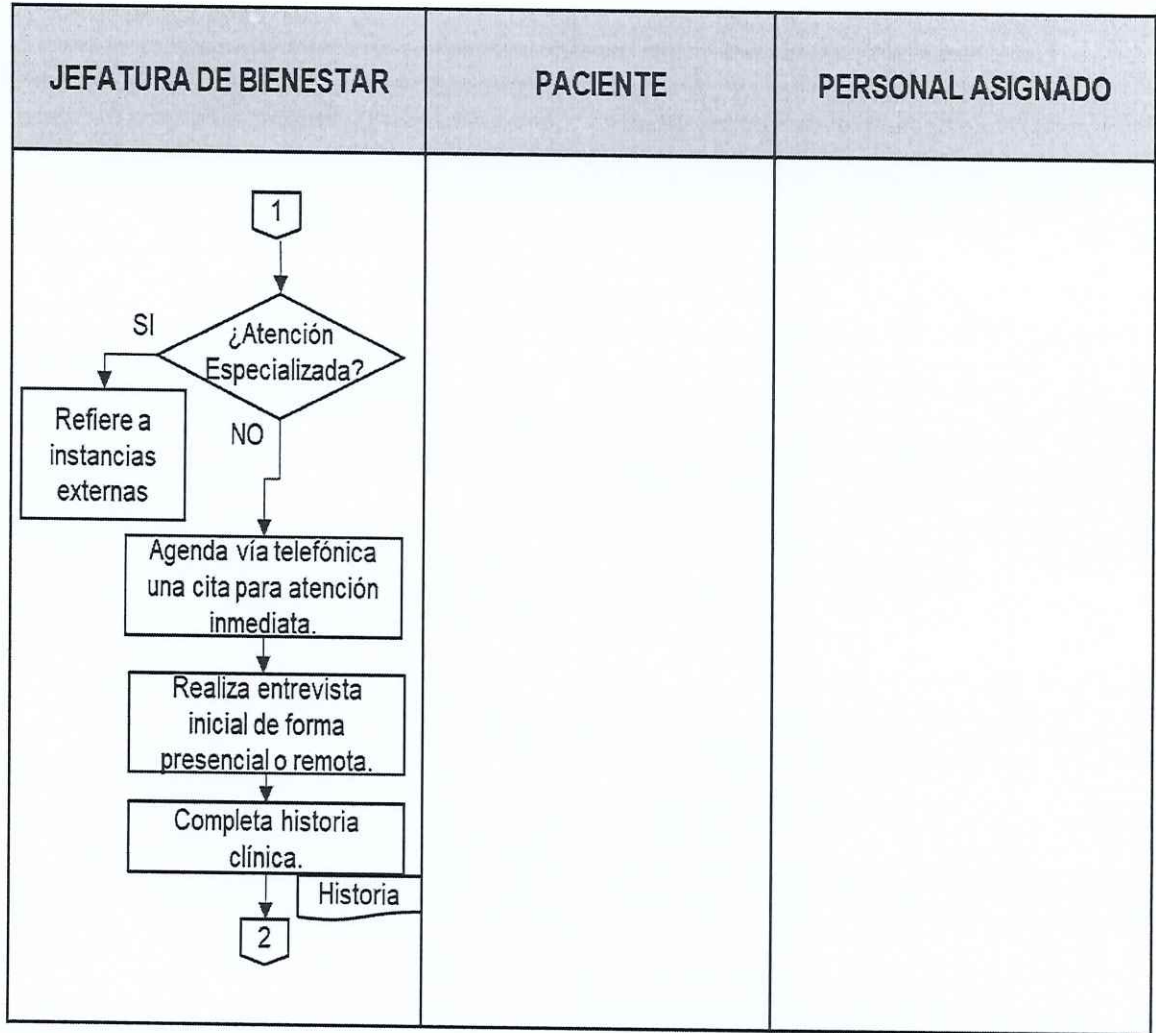 JEFATURA DE BIENESTAR
PACIENTE
PERSONAL ASIGNADO
1
SI
¿Atención
Especializada?
Refiere a
instancias
externas
NO
Agenda vía telefónica
una cita para atención
inmediata.
Realiza entrevista
inicial de forma
presencial o remota.
Completa historia
clínica.
Historia
2